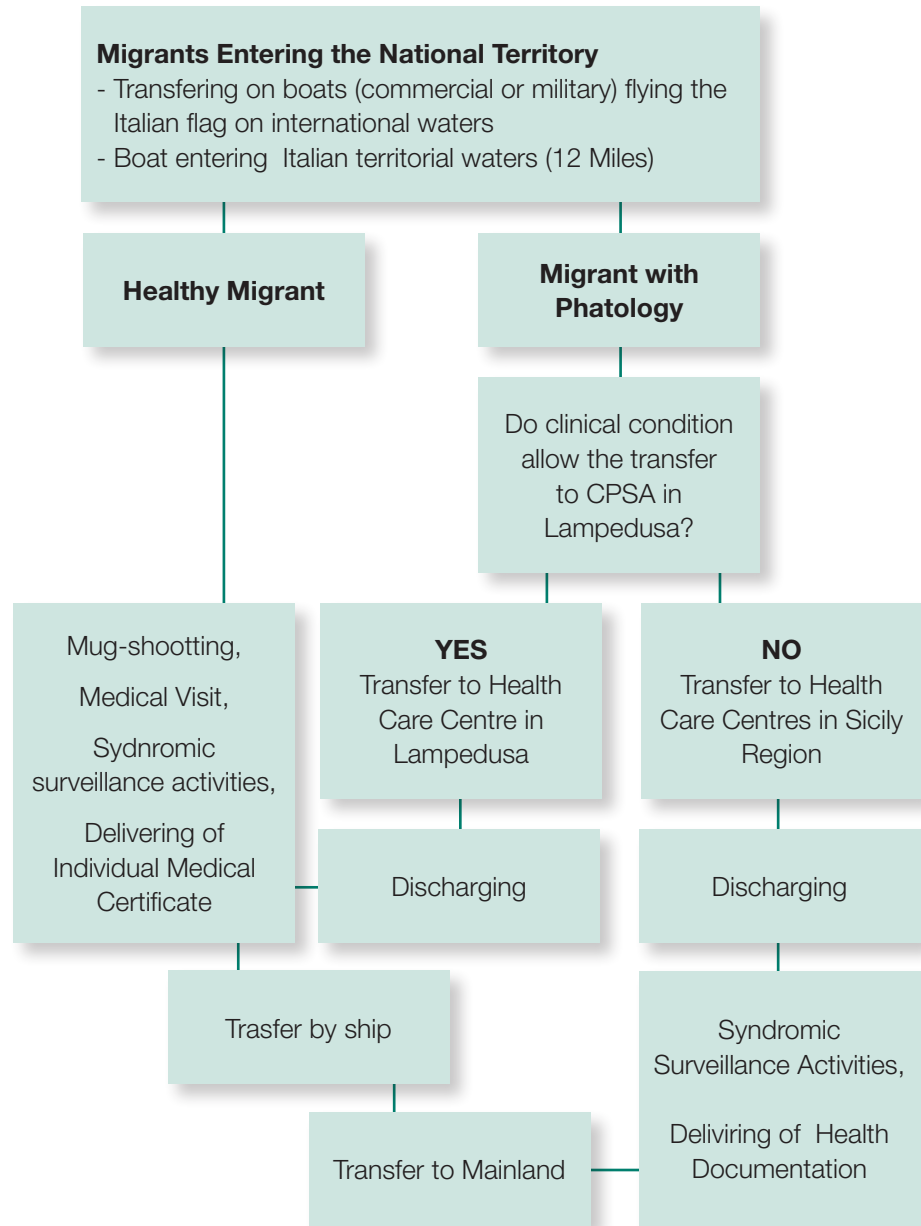 Migrants Entering the National Territory
- Transfering on boats (commercial or military) flying the
Italian flag on international waters
- Boat entering Italian territorial waters (12 Miles)
Healthy Migrant
Migrant with
Phatology
Do clinical condition
allow the transfer
to CPSA in
Lampedusa?
Mug-shootting,
Medical Visit,
Sydnromic
surveillance activities,
Delivering of
Individual Medical
Certificate
YES
Transfer to Health
Care Centre in
Lampedusa
NO
Transfer to Health
Care Centres in Sicily
Region
Discharging
Discharging
Trasfer by ship
Syndromic
Surveillance Activities,
Deliviring of Health
Documentation
Transfer to Mainland